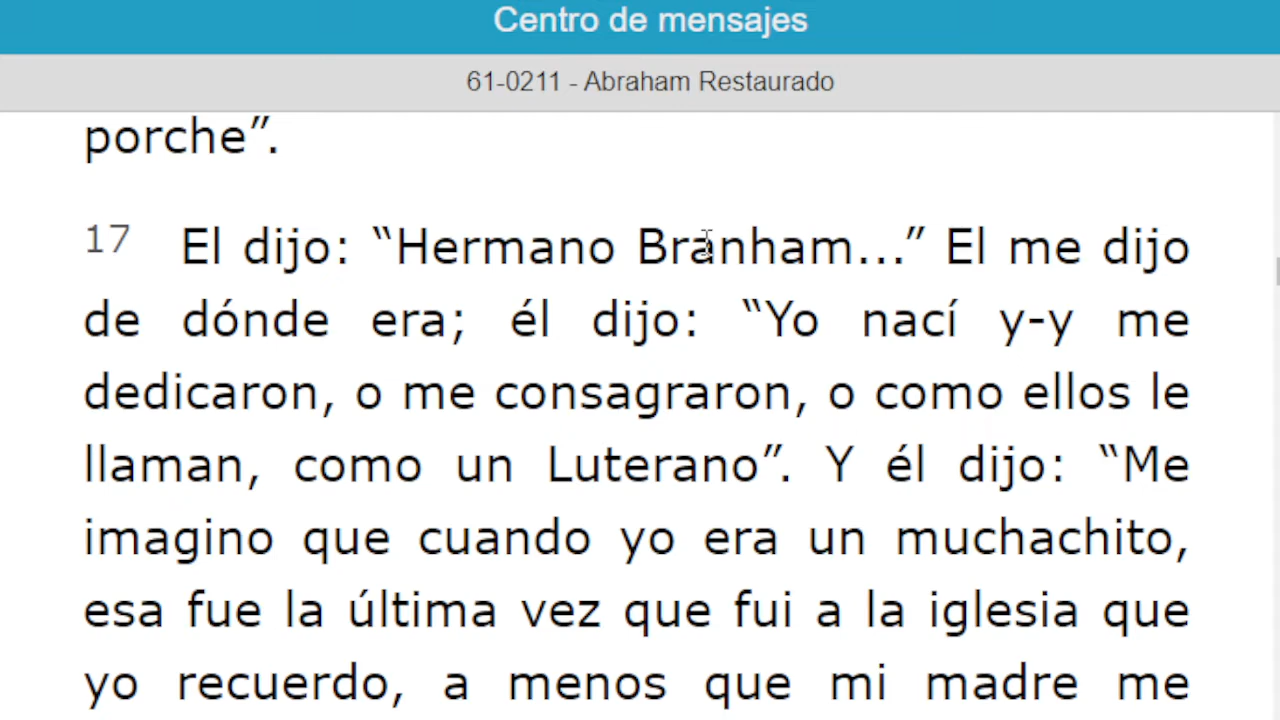 Centro de mensajes
61-0211 - Abraham Restaurado
porche”.
17 El dijo: “Hermano Branham...” El me dijo
de dónde era; él dijo: “Yo nací y-y me
dedicaron, o me consagraron, o como ellos le
llaman, como un Luterano”. Y él dijo: “Me
imagino que cuando yo era un muchachito,
esa fue la última vez que fui a la iglesia que
yo recuerdo, a menos que mi madre me